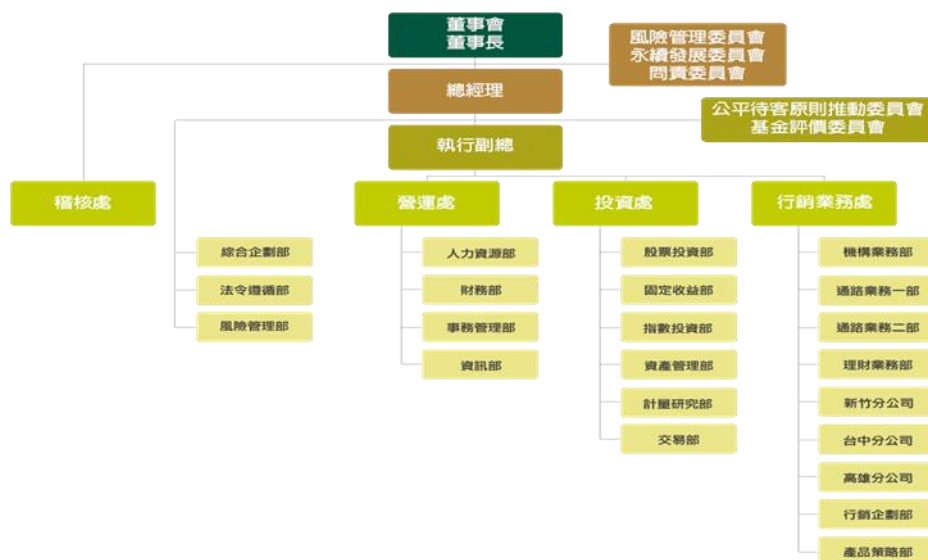 董事會
董事長
風險管理委員會
永續發展委員會
問責委員會
總經理
公平待客原則推動委員會
基金評價委員會
執行副總
稽核處
營運處
投資處
行銷業務處
綜合企劃部
法令遵循部
風險管理部
人力資源部
財務部
事務管理部
資訊部
股票投資部
固定收益部
指數投資部
資產管理部
計量研究部
交易部
機構業務部
通路業務一部
通路業務二部
理財業務部
新竹分公司
台中分公司
高雄分公司
行銷企劃部
產品策略部